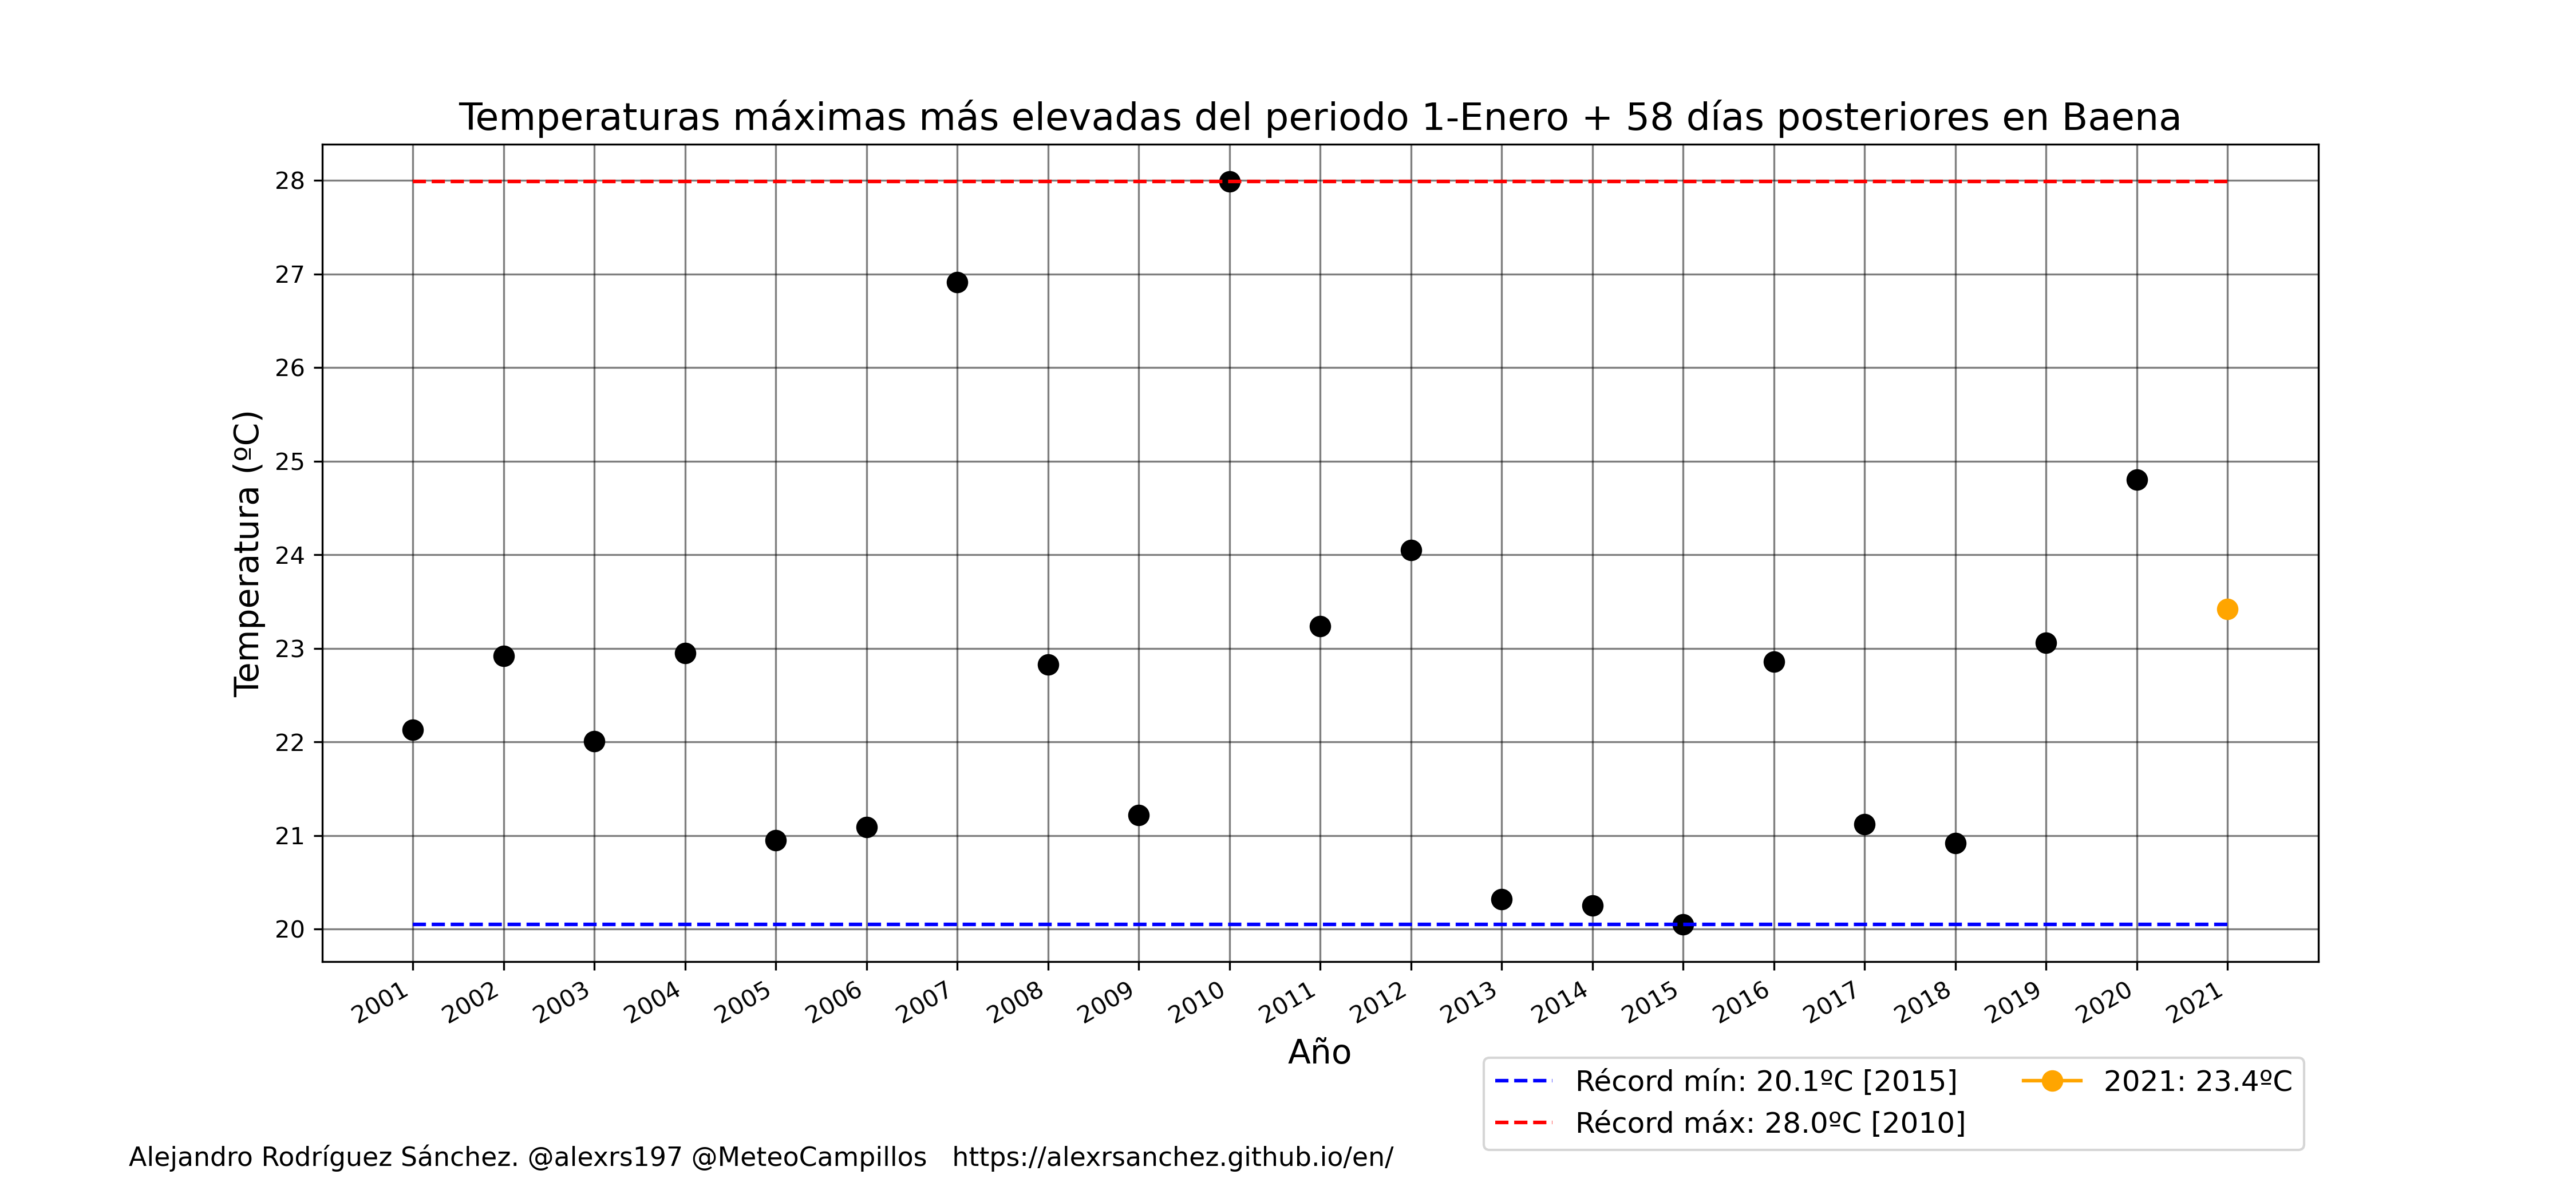 Temperaturas máximas más elevadas del periodo 1-Enero + 58 días posteriores en Baena
Temperatura (ºC)
28
27
26
25
24
23
22
21
20
2001 2002 2003 2004 2005 2006 2007 2008 2009 2010 2011 2012 2013 2014 2015 2016 2017 2018 2019 2020 2021
Año
Récord mín: 20.1ºC [2015]
Récord máx: 28.0ºC [2010]
2021: 23.4ºC
Alejandro Rodríguez Sánchez. @alexrs197 @MeteoCampillos https://alexrsanchez.github.io/en/